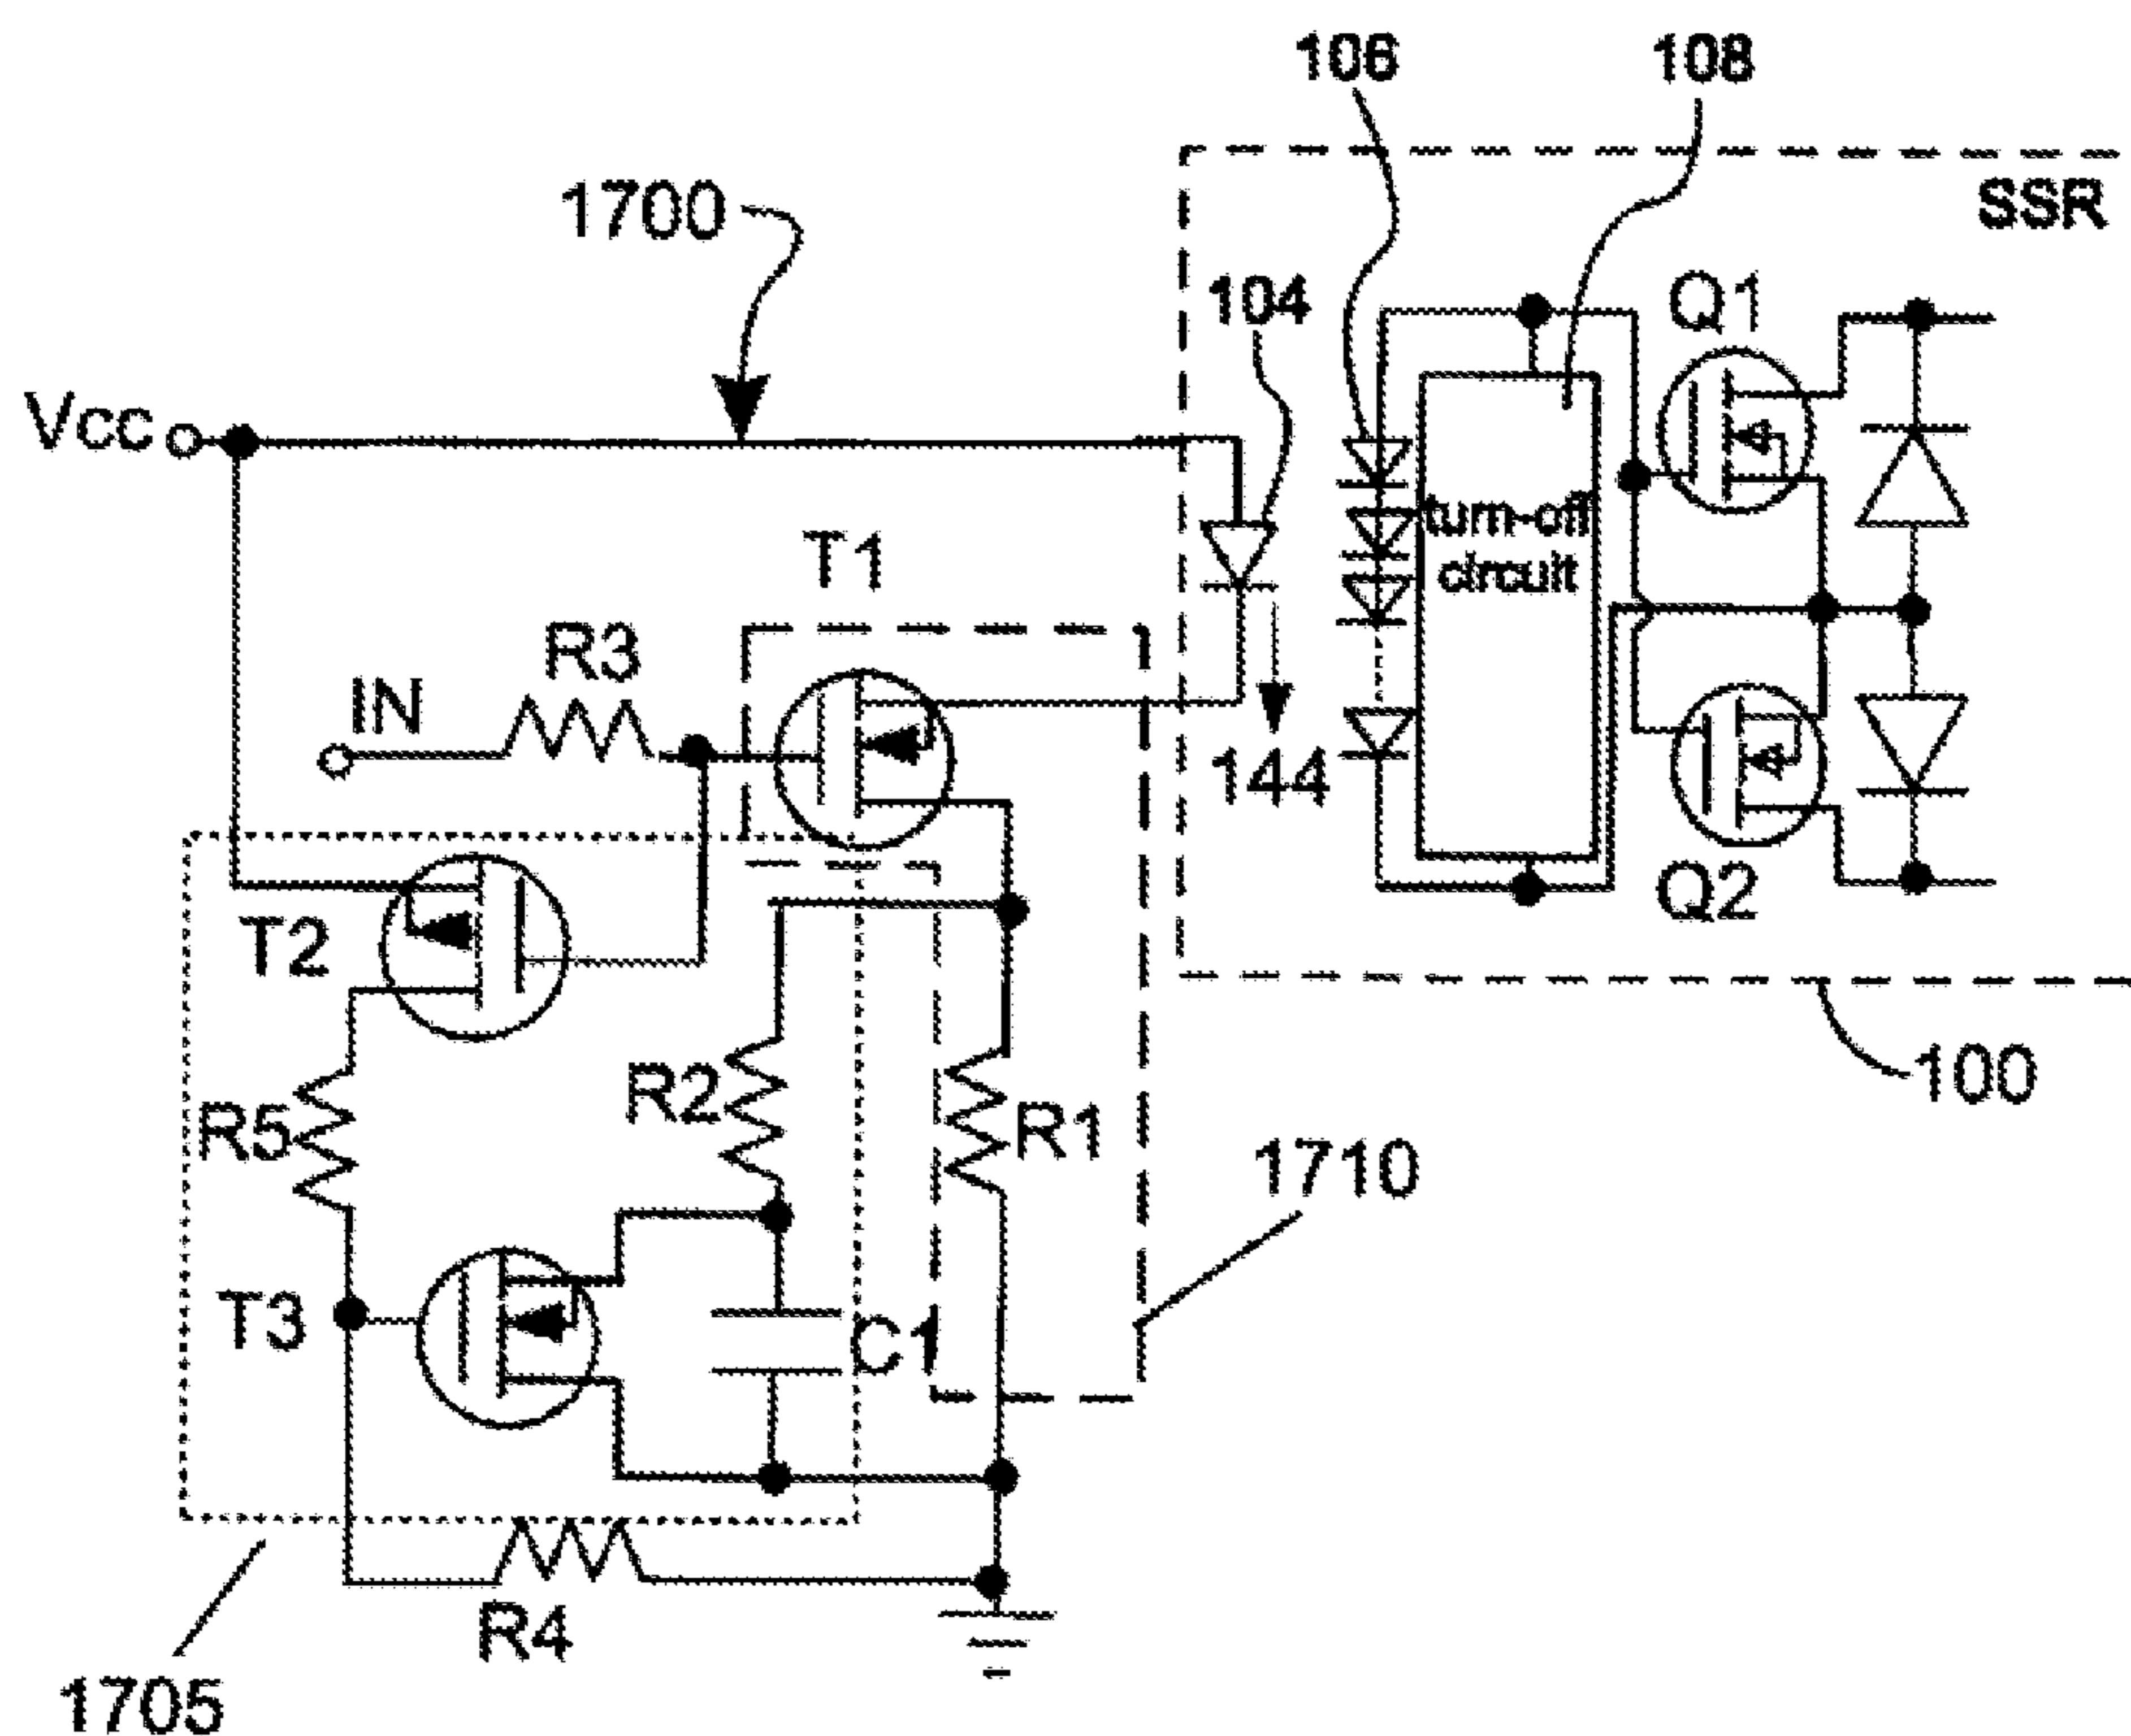 106
108
SSR
1700
104
Q1
Vcc
turn-off
circuit
T1
R3
IN
144
Q2
T2
100
R2
R5
R1
1710
T3
C1
R4
1705